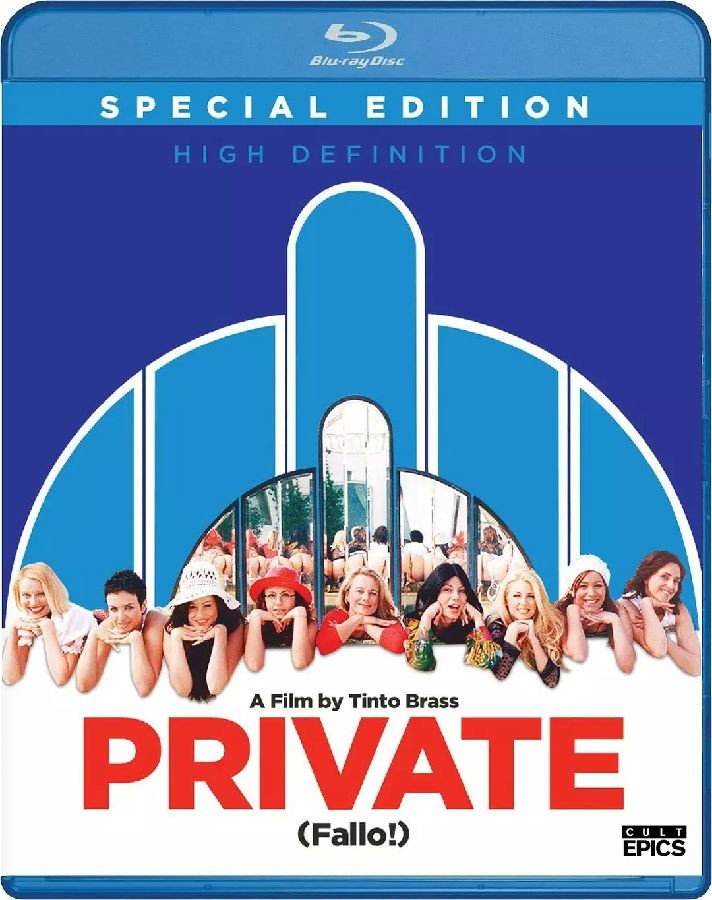 Blu-ray Disc
SPECIAL EDITION
HIGH DEFINITION
A Film by Tinto Brass
PRIVATE
(Fallo!)
CULT
EPICS